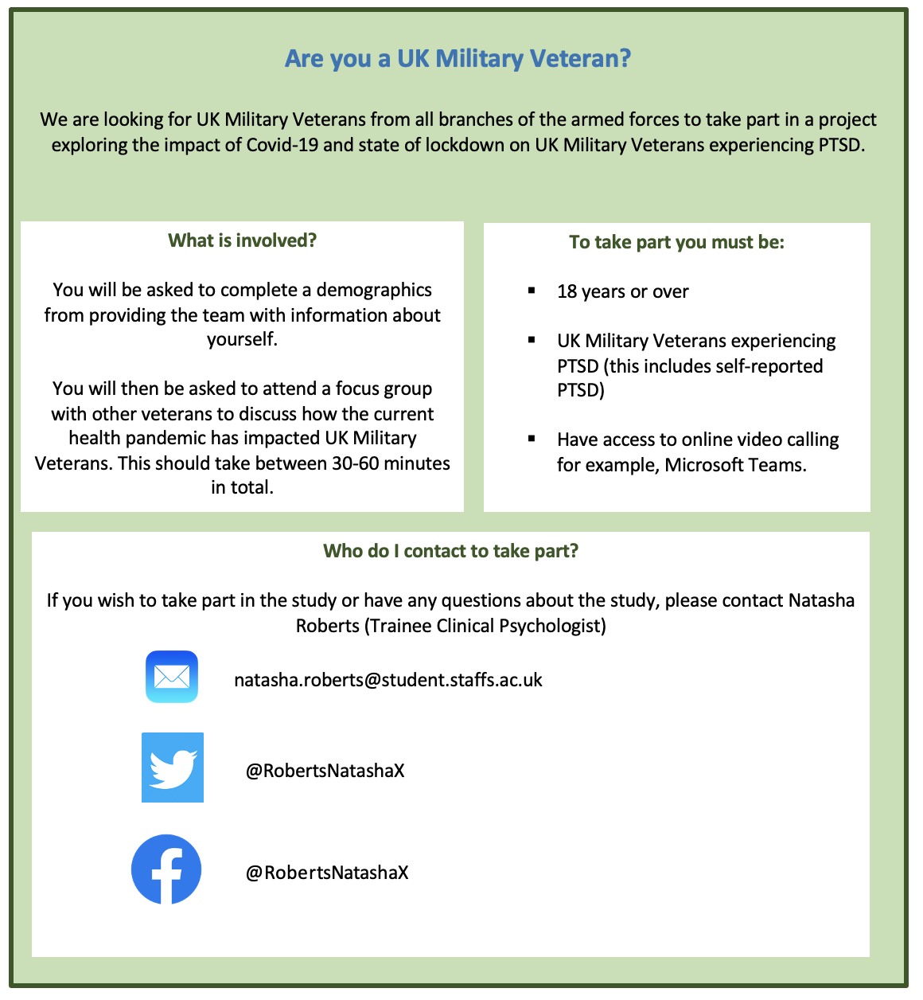 Are you a UK Military Veteran?
We are looking for UK Military Veterans from all branches of the armed forces to take part in a project
exploring the impact of Covid-19 and state of lockdown on UK Military Veterans experiencing PTSD.
What is involved?
You will be asked to complete a demographics
from providing the team with information about
yourself.
You will then be asked to attend a focus group
with other veterans to discuss how the current
health pandemic has impacted UK Military
Veterans. This should take between 30-60 minutes
in total.
To take part you must be:
▪ 18 years or over
▪ UK Military Veterans experiencing
PTSD (this includes self-reported
PTSD)
▪ Have access to online video calling
for example, Microsoft Teams.
Who do I contact to take part?
If you wish to take part in the study or have any questions about the study, please contact Natasha
Roberts (Trainee Clinical Psychologist)
natasha.roberts@student.staffs.ac.uk
@RobertsNatashaX
@RobertsNatashaX